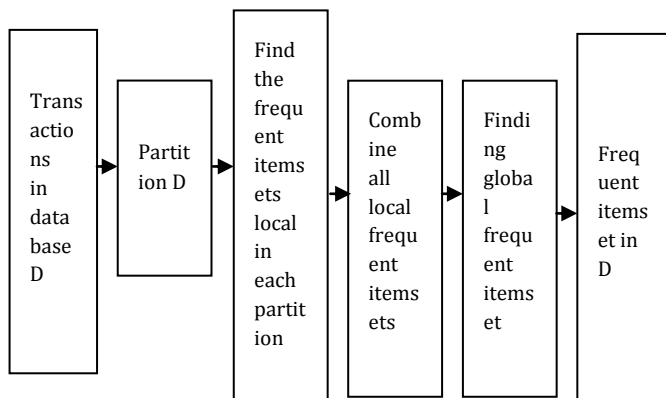 Trans
actio
ns
in
data
base
D
Partit
ion D
Find
the
frequ
ent
items
ets
local
in
each
partit
ion
Comb
ine
all
local
frequ
ent
items
ets
Findi
ng
globa
l
frequ
ent
items
et
Freq
uent
items
et in
D